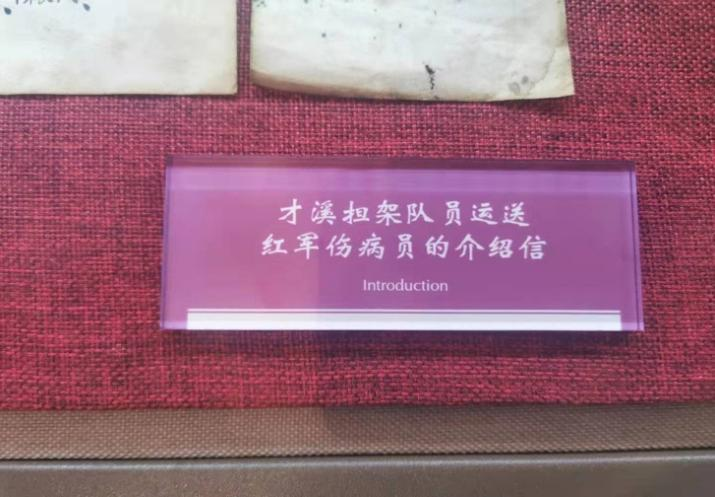 才溪担架队员运送
红军伤病员的介绍信
Introduction